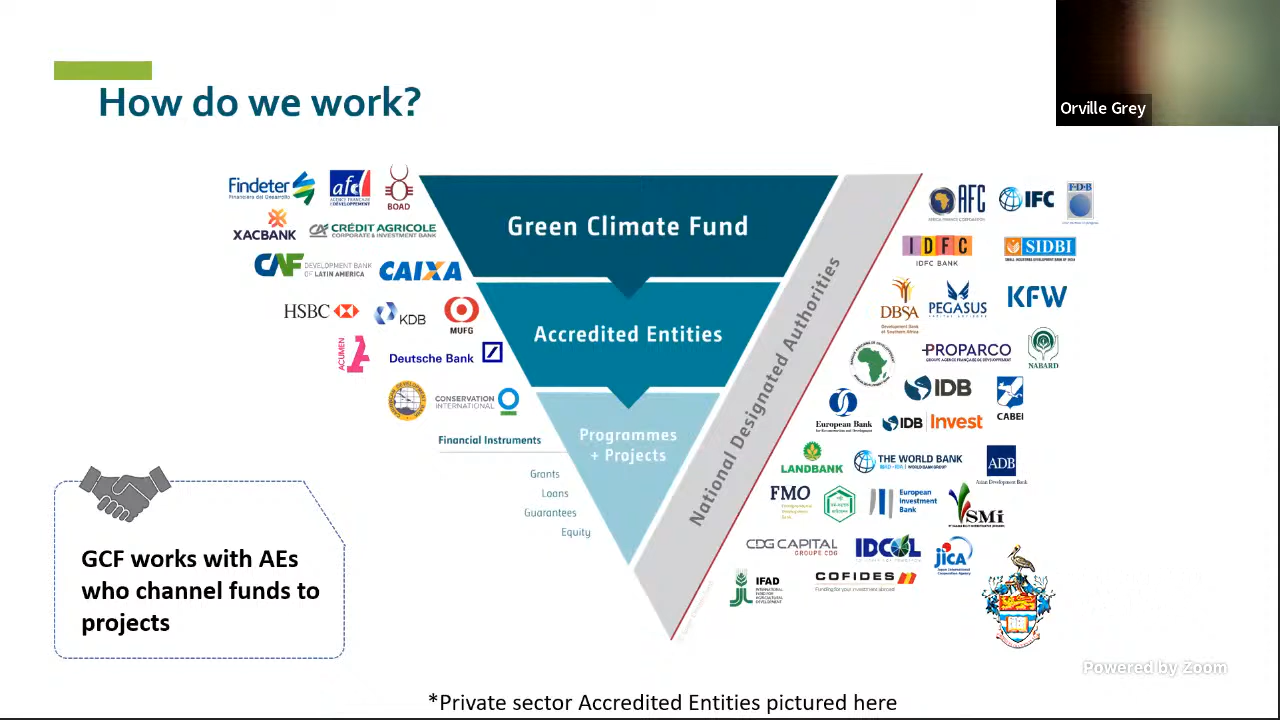 Orville Grey
How do we work?
Findeter
Financiera del Desarrollo
afd
AGENCE FRANÇAISE
DE DÉVELOPPEMENT
BOAD
XACBANK
CA CRÉDIT AGRICOLE
CORPORATE & INVESTMENT BANK
CAF DEVELOPMENT BANK
OF LATIN AMERICA
CAIXA
HSBC
KDB
MUFG
ACUMEN
Deutsche Bank
CONSERVATION
INTERNATIONAL
Green Climate Fund
Accredited Entities
Programmes
+ Projects
National Designated Authorities
Financial Instruments
Grants
Loans
Guarantees
Equity
AFC
AFRICA FINANCE CORPORATION
IFC
FDB
IDFC
IDFC BANK
SIDBI
DBSA
Development Bank
of Southern Africa
PEGASUS
CAPITAL ADVISORS
KFW
PROPARCO
GROUPE AGENCE FRANÇAISE DE DÉVELOPPEMENT
NABARD
IDB
CABEI
European Bank
for Reconstruction and Development
IDB Invest
LANDBANK
THE WORLD BANK
IBRD • IDA | WORLD BANK GROUP
ADB
Asian Development Bank
FMO
Entrepreneurial
Development
Bank
European
Investment
Bank
SMi
CDG CAPITAL
GROUPE CDG
IDCOL
JICA
Japan International
Cooperation Agency
IFAD
INTERNATIONAL
FUND FOR
AGRICULTURAL
DEVELOPMENT
COFIDES
Funding for your investment abroad
GCF works with AEs
who channel funds to
projects
Powered by Zoom
*Private sector Accredited Entities pictured here